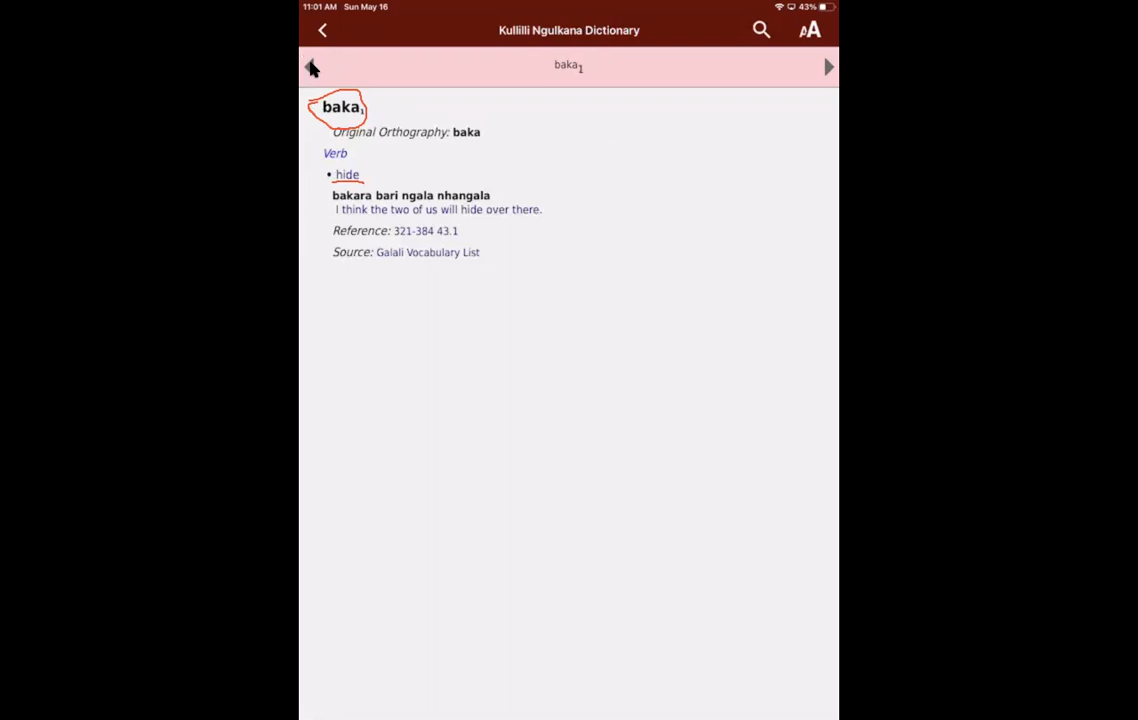 11:01 AM Sun May 16 43%
Kullilli Ngulkana Dictionary AA
baka1
baka1
Original Orthography: baka
Verb
• hide
bakara bari ngala nhangala
I think the two of us will hide over there.
Reference: 321-384 43.1
Source: Galali Vocabulary List